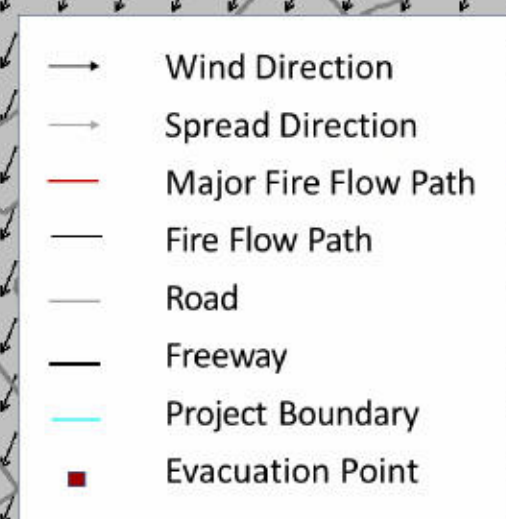 Wind Direction
Spread Direction
Major Fire Flow Path
Fire Flow Path
Road
Freeway
Project Boundary
Evacuation Point